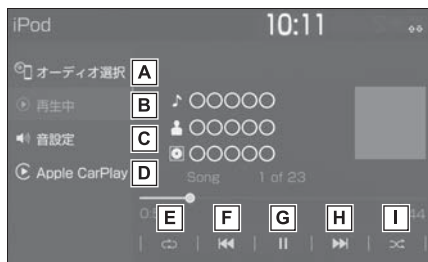 iPod
10:11
オーディオ選択 A
再生中 B
音設定 C
Apple CarPlay D
○○○○○
○○○○○
○○○○○
Song 1 of 23
E F G H I